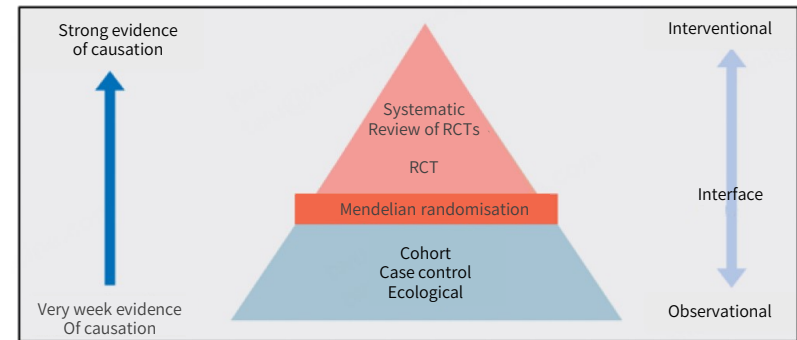 Strong evidence
of causation
Interventional
Systematic
Review of RCTs
RCT
Interface
Mendelian randomisation
Cohort
Case control
Ecological
Very week evidence
Of causation
Observational